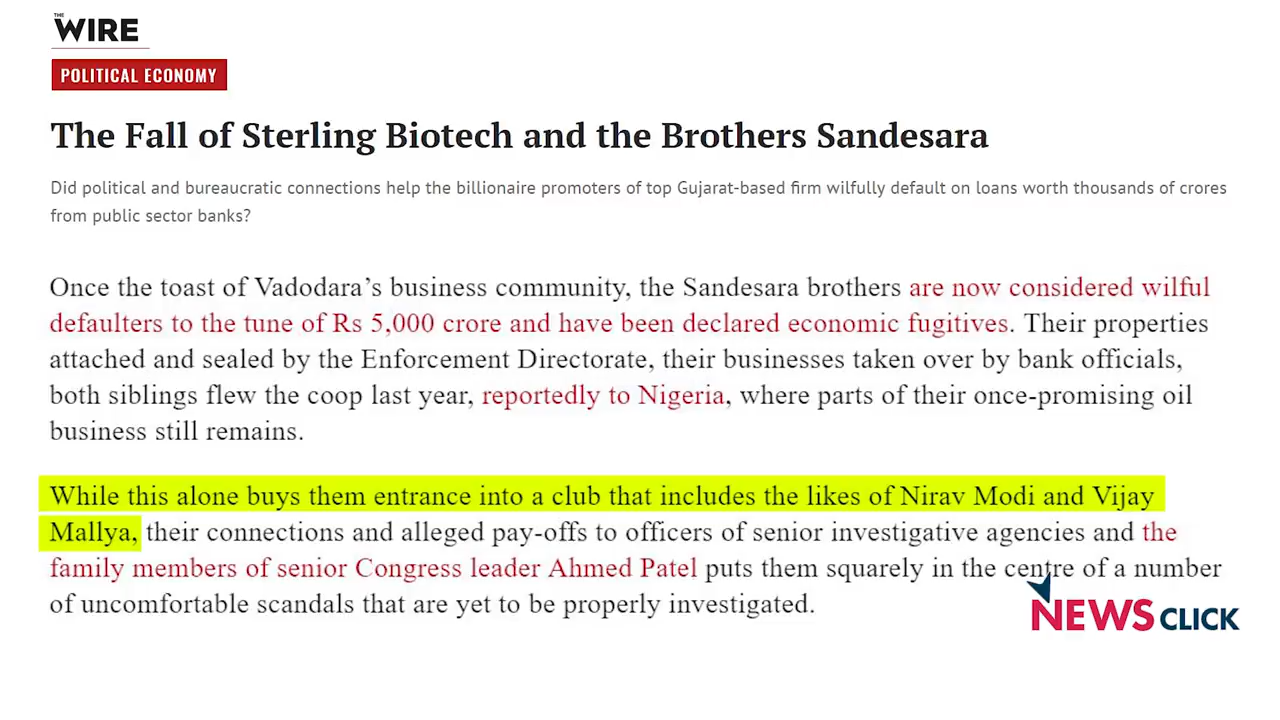 THE
WIRE
POLITICAL ECONOMY
The Fall of Sterling Biotech and the Brothers Sandesara
Did political and bureaucratic connections help the billionaire promoters of top Gujarat-based firm wilfully default on loans worth thousands of crores
from public sector banks?
Once the toast of Vadodara’s business community, the Sandesara brothers are now considered wilful
defaulters to the tune of Rs 5,000 crore and have been declared economic fugitives. Their properties
attached and sealed by the Enforcement Directorate, their businesses taken over by bank officials,
both siblings flew the coop last year, reportedly to Nigeria, where parts of their once-promising oil
business still remains.
While this alone buys them entrance into a club that includes the likes of Nirav Modi and Vijay
Mallya, their connections and alleged pay-offs to officers of senior investigative agencies and the
family members of senior Congress leader Ahmed Patel puts them squarely in the centre of a number
of uncomfortable scandals that are yet to be properly investigated.
NEWSCLICK